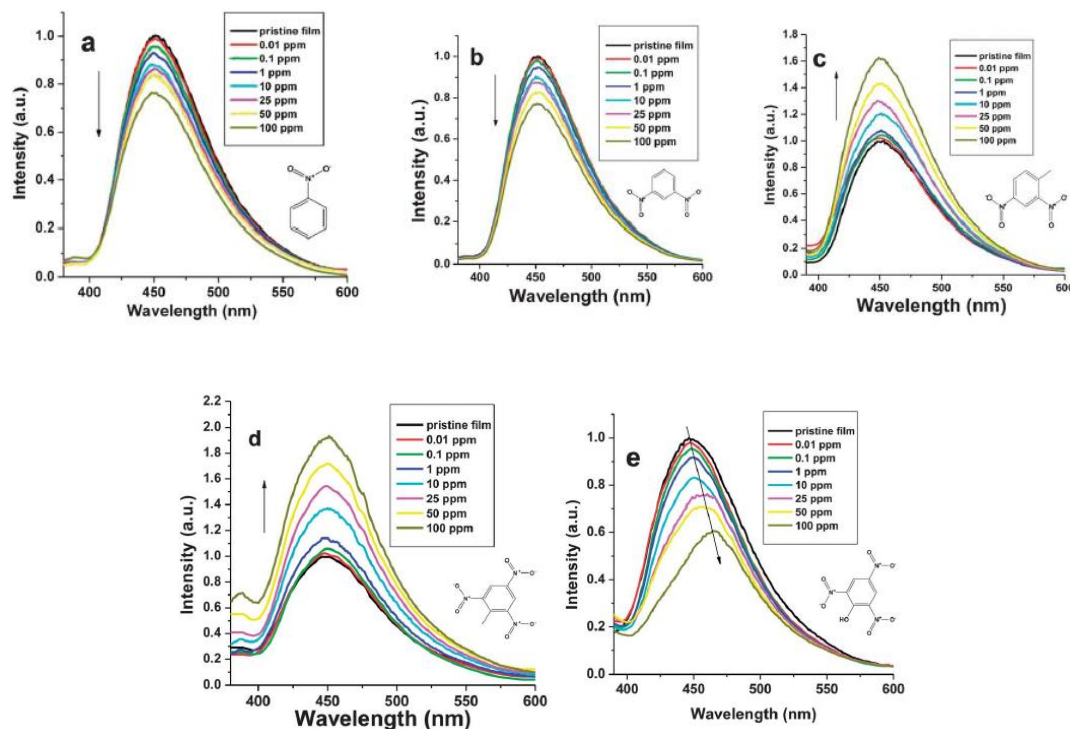 a
Intensity (a.u.)
1.0
0.8
0.6
0.4
0.2
0.0
pristine film
0.01 ppm
0.1 ppm
1 ppm
10 ppm
25 ppm
50 ppm
100 ppm
O N⁺ O⁻
400 450 500 550 600
Wavelength (nm)
b
Intensity (a.u.)
1.0
0.8
0.6
0.4
0.2
0.0
pristine film
0.01 ppm
0.1 ppm
1 ppm
10 ppm
25 ppm
50 ppm
100 ppm
400 450 500 550 600
Wavelength (nm)
c
Intensity (a.u.)
1.8
1.6
1.4
1.2
1.0
0.8
0.6
0.4
0.2
0.0
pristine film
0.01 ppm
0.1 ppm
1 ppm
10 ppm
25 ppm
50 ppm
100 ppm
400 450 500 550 600
Wavelength (nm)
d
Intensity (a.u.)
2.2
2.0
1.8
1.6
1.4
1.2
1.0
0.8
0.6
0.4
0.2
0.0
pristine film
0.01 ppm
0.1 ppm
1 ppm
10 ppm
25 ppm
50 ppm
100 ppm
400 450 500 550 600
Wavelength (nm)
e
Intensity (a.u.)
1.0
0.8
0.6
0.4
0.2
0.0
pristine film
0.01 ppm
0.1 ppm
1 ppm
10 ppm
25 ppm
50 ppm
100 ppm
HO
400 450 500 550 600
Wavelength (nm)